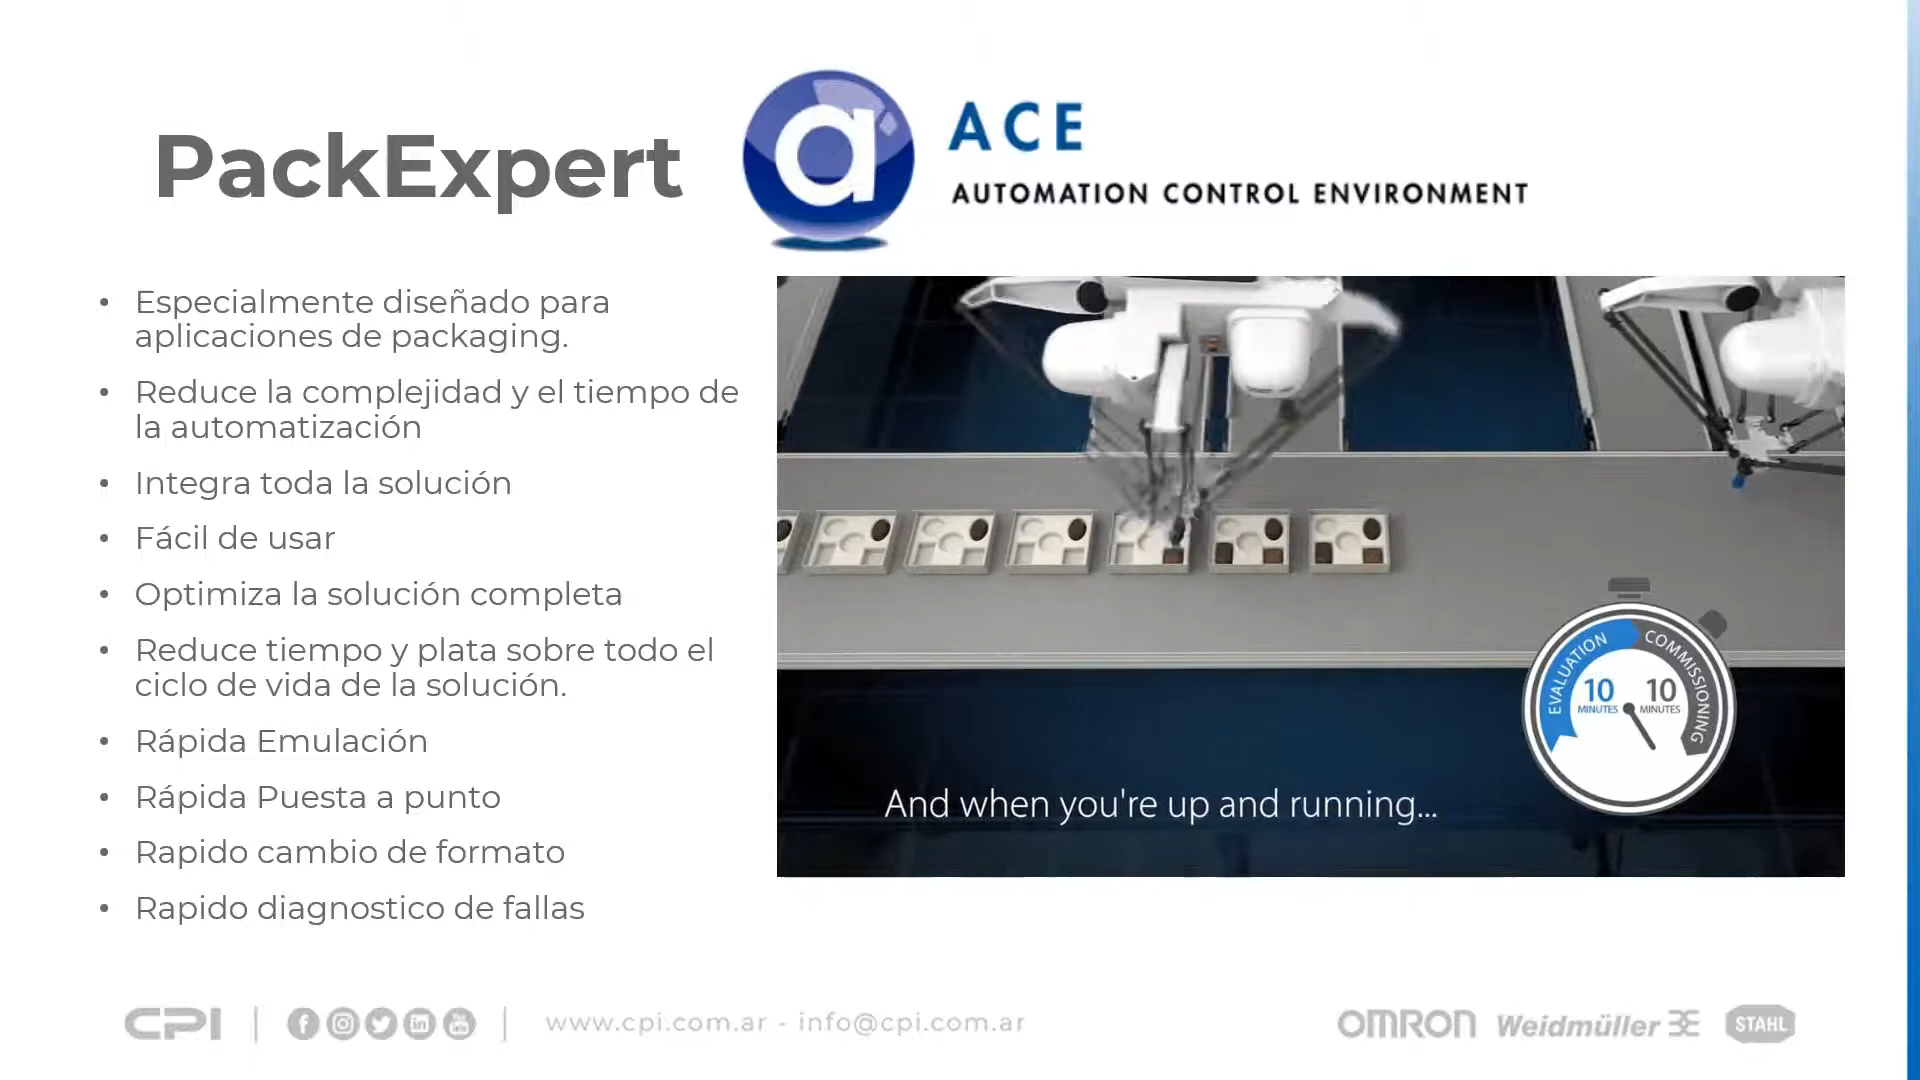 PackExpert
a
ACE
AUTOMATION CONTROL ENVIRONMENT
• Especialmente diseñado para
aplicaciones de packaging.
• Reduce la complejidad y el tiempo de
la automatización
• Integra toda la solución
• Fácil de usar
• Optimiza la solución completa
• Reduce tiempo y plata sobre todo el
ciclo de vida de la solución.
• Rápida Emulación
• Rápida Puesta a punto
• Rapido cambio de formato
• Rapido diagnostico de fallas
EVALUATION
COMMISSIONING
10
MINUTES
10
MINUTES
And when you're up and running...
CPI
www.cpi.com.ar - info@cpi.com.ar
OMRON
Weidmüller
STAHL